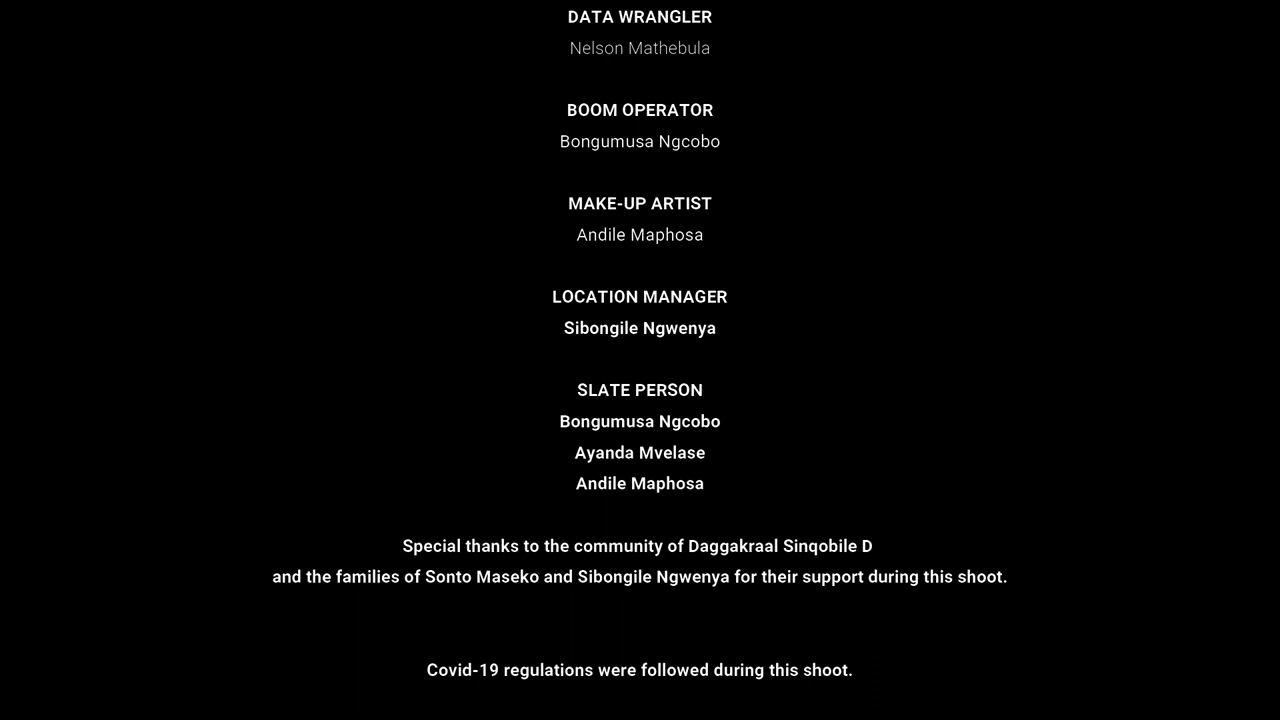 DATA WRANGLER
Nelson Mathebula
BOOM OPERATOR
Bongumusa Ngcobo
MAKE-UP ARTIST
Andile Maphosa
LOCATION MANAGER
Sibongile Ngwenya
SLATE PERSON
Bongumusa Ngcobo
Ayanda Mvelase
Andile Maphosa
Special thanks to the community of Daggakraal Sinqobile D
and the families of Sonto Maseko and Sibongile Ngwenya for their support during this shoot.
Covid-19 regulations were followed during this shoot.